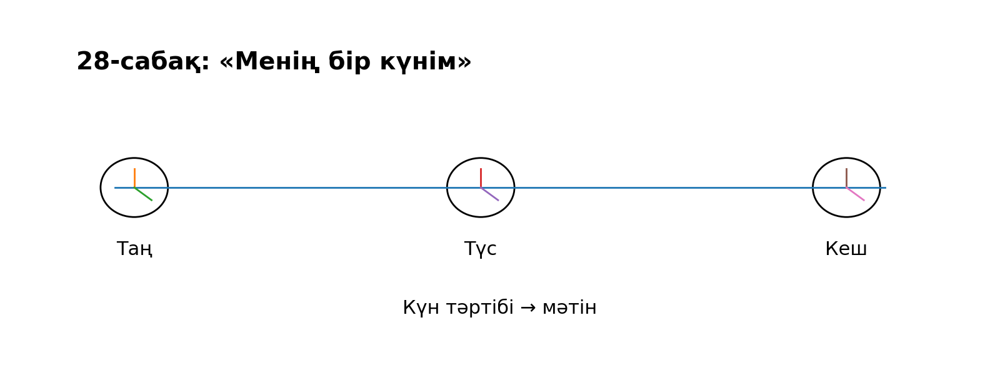 28-сабақ: «Менің бір күнім»
Таң
Түс
Кеш
Күн тәртібі → мәтін